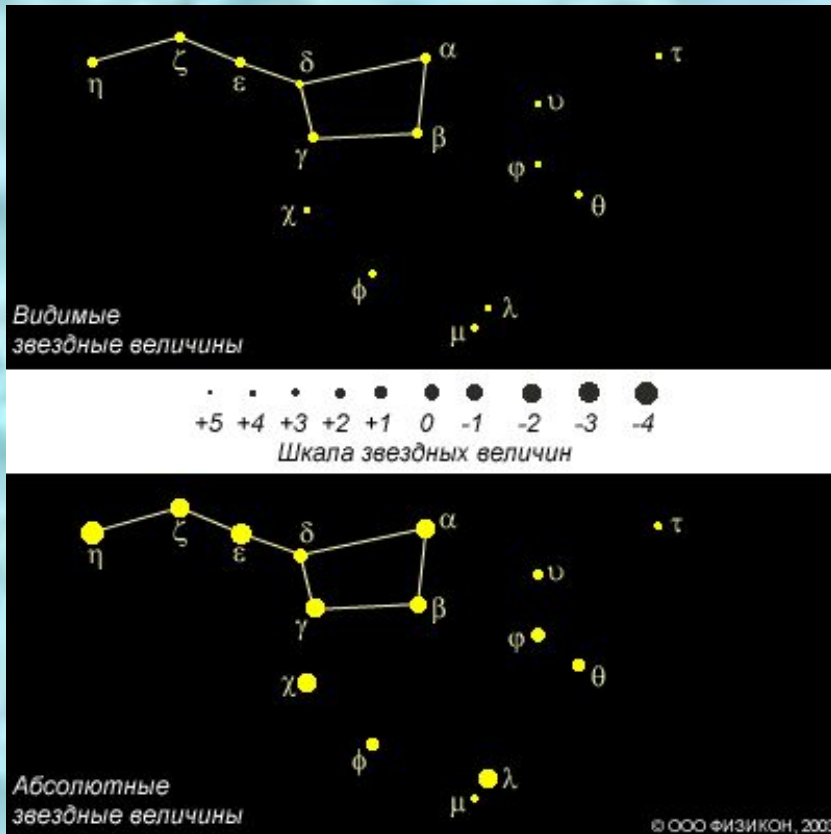 τ
α
ζ
δ
η
ε
υ
γ
β
φ
θ
χ
ϕ
λ
μ
Видимые
звездные величины
+5 +4 +3 +2 +1 0 -1 -2 -3 -4
Шкала звездных величин
α
τ
ζ
δ
η
ε
υ
γ
β
φ
θ
χ
ϕ
λ
μ
Абсолютные
звездные величины
© ООО ФИЗИКОН,